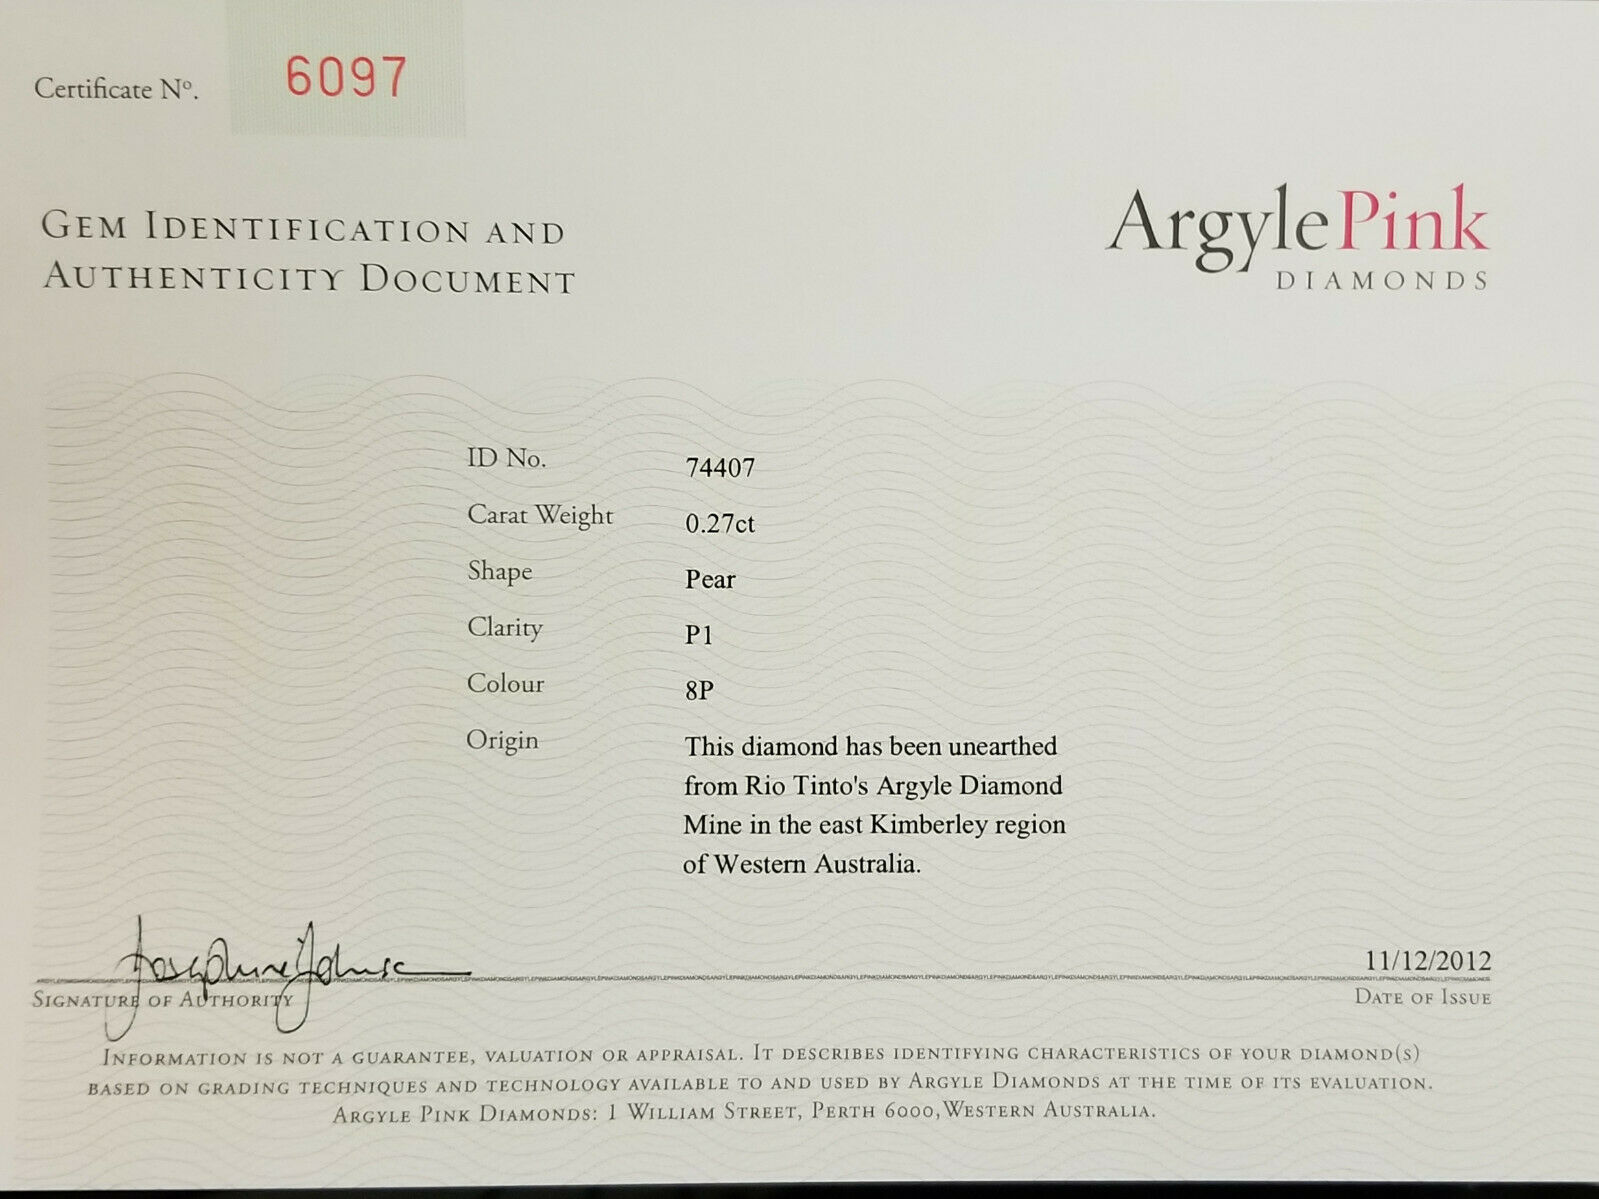 Certificate Nº. 6097
GEM IDENTIFICATION AND
AUTHENTICITY DOCUMENT
ArgylePink
DIAMONDS
ID No. 74407
Carat Weight 0.27ct
Shape Pear
Clarity P1
Colour 8P
Origin This diamond has been unearthed
from Rio Tinto's Argyle Diamond
Mine in the east Kimberley region
of Western Australia.
11/12/2012
SIGNATURE OF AUTHORITY
DATE OF ISSUE
INFORMATION IS NOT A GUARANTEE, VALUATION OR APPRAISAL. IT DESCRIBES IDENTIFYING CHARACTERISTICS OF YOUR DIAMOND(S)
BASED ON GRADING TECHNIQUES AND TECHNOLOGY AVAILABLE TO AND USED BY ARGYLE DIAMONDS AT THE TIME OF ITS EVALUATION.
ARGYLE PINK DIAMONDS: 1 WILLIAM STREET, PERTH 6000, WESTERN AUSTRALIA.